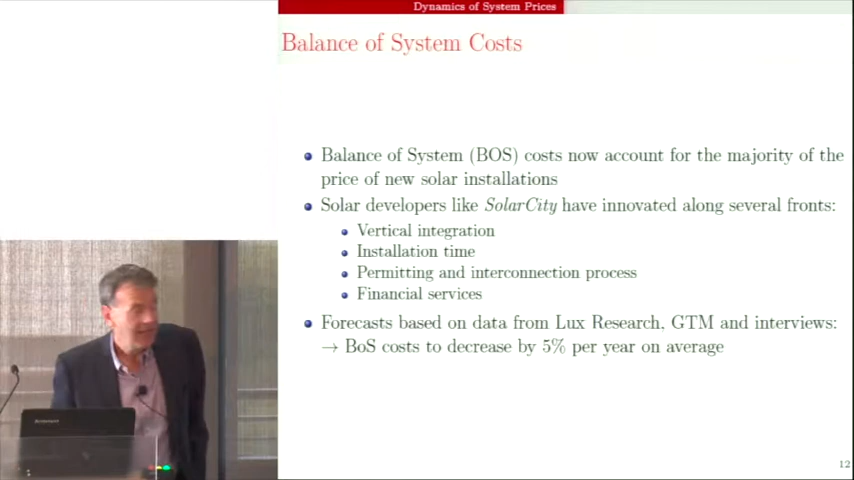 Dynamics of System Prices
Balance of System Costs
Balance of System (BOS) costs now account for the majority of the
price of new solar installations
Solar developers like SolarCity have innovated along several fronts:
Vertical integration
Installation time
Permitting and interconnection process
Financial services
Forecasts based on data from Lux Research, GTM and interviews:
→ BoS costs to decrease by 5% per year on average
12
lenovo